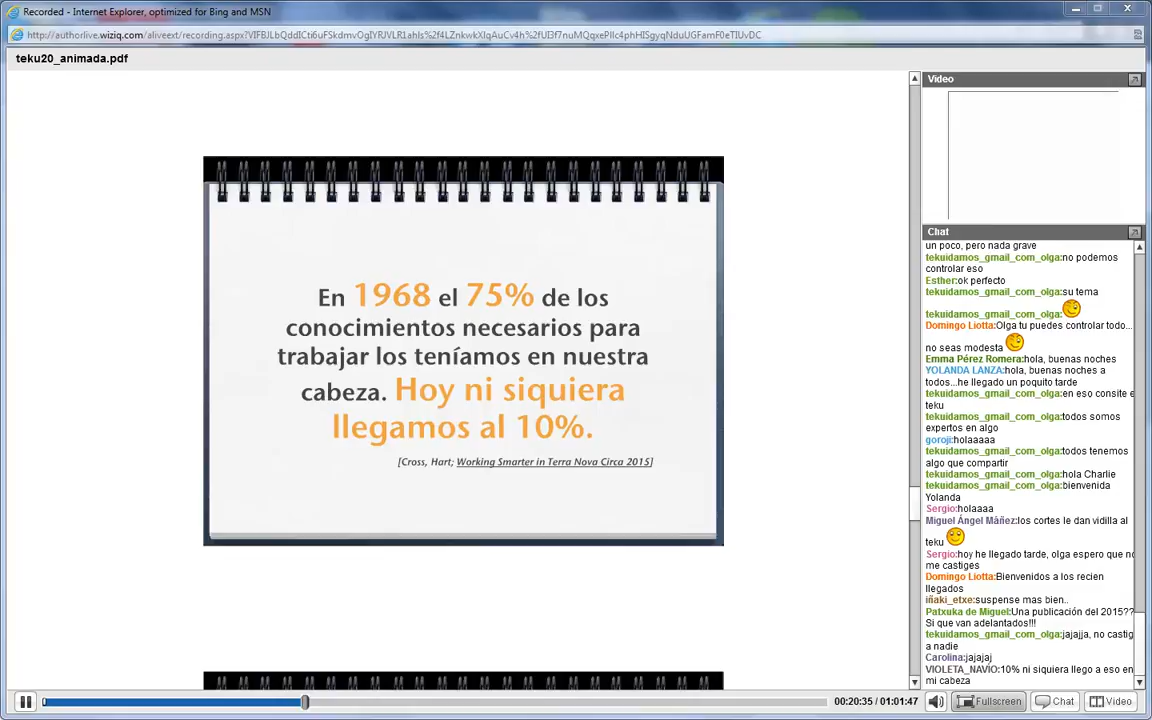 Recorded - Internet Explorer, optimized for Bing and MSN
teku20_animada.pdf
En 1968 el 75% de los
conocimientos necesarios para
trabajar los teníamos en nuestra
cabeza. Hoy ni siquiera
llegamos al 10%.
[Cross, Hart; Working Smarter in Terra Nova Circa 2015]
Video
Chat
un poco, pero nada grave
tekuidamos_gmail_com_olga:no podemos
controlar eso
Esther:ok perfecto
tekuidamos_gmail_com_olga:su tema
tekuidamos_gmail_com_olga:
Domingo Liotta:Olga tu puedes controlar todo...
no seas modesta
Emma Pérez Romera:hola, buenas noches
YOLANDA LANZA:hola, buenas noches a
todos...he llegado un poquito tarde
tekuidamos_gmail_com_olga:en eso consite e
teku
tekuidamos_gmail_com_olga:todos somos
expertos en algo
goroji:holaaaaa
tekuidamos_gmail_com_olga:todos tenemos
algo que compartir
tekuidamos_gmail_com_olga:hola Charlie
tekuidamos_gmail_com_olga:bienvenida
Yolanda
Sergio:holaaaa
Miguel Ángel Máñez:los cortes le dan vidilla al
teku
Sergio:hoy he llegado tarde, olga espero que no
me castigues
Domingo Liotta:Bienvenidos a los recien
llegados
iñaki_etxe:suspense mas bien..
Patxuka de Miguel:Una publicación del 2015??
Si que van adelantados!!!
tekuidamos_gmail_com_olga:jajajja, no castig
a nadie
Carolina:jajajaj
VIOLETA_NAVIO:10% ni siquiera llego a eso en
mi cabeza
00:20:35 / 01:01:47
Fullscreen
Chat
Video